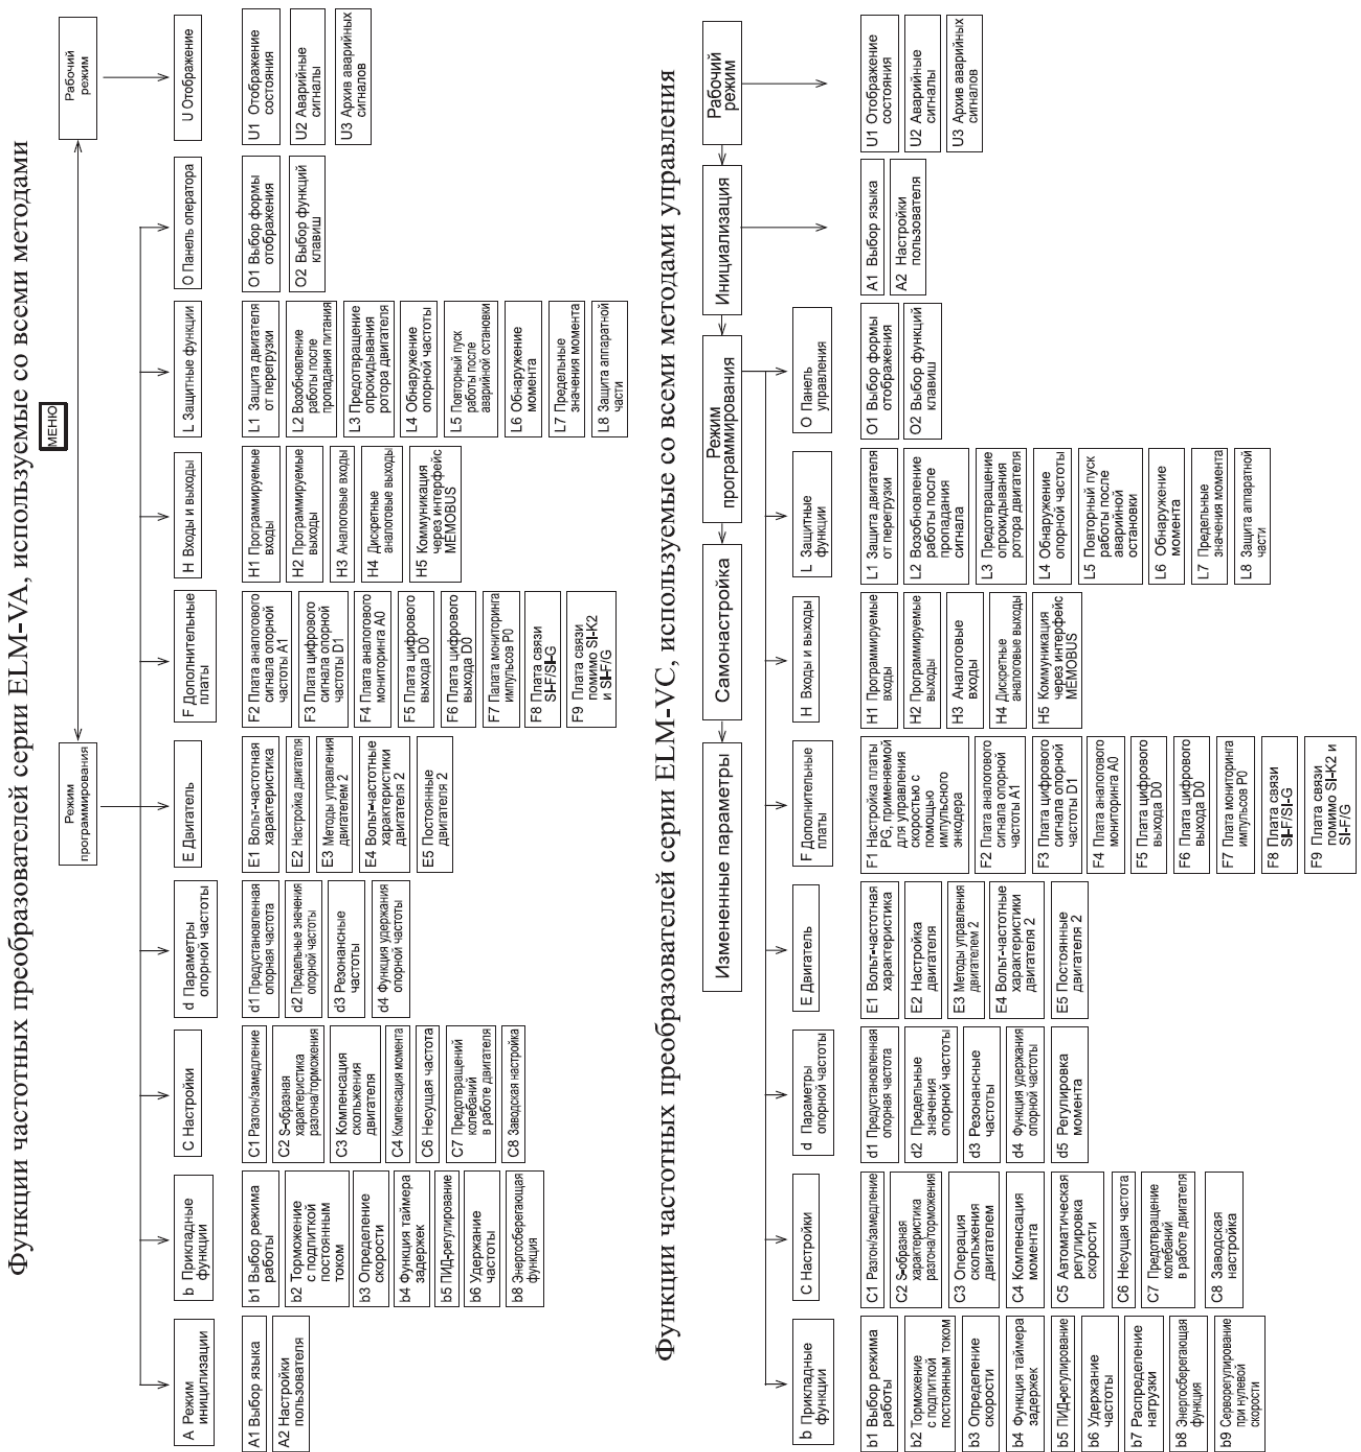 Функции частотных преобразователей серии ELM-VA, используемые со всеми методами
МЕНЮ
Режим
программирования
Рабочий
режим
A Режим
иницилизации
A1 Выбор языка
A2 Настройки
пользователя
b Прикладные
функции
b1 Выбор режима
работы
b2 Торможение
с подпиткой
постоянным
током
b3 Определение
скорости
b4 Функция таймера
задержек
b5 ПИД-регулирование
b6 Удержание
частоты
b8 Энергосберегающая
функция
C Настройки
C1 Разгон/замедление
C2 S-образная
характеристика
разгона/торможения
C3 Компенсация
скольжения
двигателя
C4 Компенсация момента
C6 Несущая частота
C7 Предотвращений
колебаний
в работе двигателя
C8 Заводская настройка
d Параметры
опорной частоты
d1 Предустановленная
опорная частота
d2 Предельные значения
опорной частоты
d3 Резонансные
частоты
d4 Функция удержания
опорной частоты
E Двигатель
E1 Вольт-частотная
характеристика
E2 Настройка двигателя
E3 Методы управления
двигателем 2
E4 Вольт-частотные
характеристики
двигателя 2
E5 Постоянные
двигателя 2
F Дополнительные
платы
F2 Плата аналогового
сигнала опорной
частоты A1
F3 Плата цифрового
сигнала опорной
частоты D1
F4 Плата аналогового
мониторинга A0
F5 Плата цифрового
выхода D0
F6 Плата цифрового
выхода D0
F7 Палата мониторинга
импульсов P0
F8 Плата связи
SI-F/SI-G
F9 Плата связи
помимо SI-K2
и SI-F/G
H Входы и выходы
H1 Программируемые
входы
H2 Программируемые
выходы
H3 Аналоговые входы
H4 Дискретные
аналоговые выходы
H5 Коммуникация
через интерфейс
MEMOBUS
L Защитные функции
L1 Защита двигателя
от перегрузки
L2 Возобновление
работы после
пропадания питания
L3 Предотвращение
опрокидывания
ротора двигателя
L4 Обнаружение
опорной частоты
L5 Повторный пуск
работы после
аварийной остановки
L6 Обнаружение
момента
L7 Предельные
значения момента
L8 Защита аппаратной
части
O Панель оператора
O1 Выбор формы
отображения
O2 Выбор функций
клавиш
U Отображение
U1 Отображение
состояния
U2 Аварийные
сигналы
U3 Архив аварийных
сигналов
Функции частотных преобразователей серии ELM-VC, используемые со всеми методами управления
Измененные параметры
Самонастройка
Режим
программирования
Инициализация
Рабочий
режим
b Прикладные
функции
b1 Выбор режима
работы
b2 Торможение
с подпиткой
постоянным током
b3 Определение
скорости
b4 Функция таймера
задержек
b5 ПИД-регулирование
b6 Удержание
частоты
b7 Распределение
нагрузки
b8 Энергосберегающая
функция
b9 Серворегулирование
при нулевой
скорости
C Настройки
C1 Разгон/замедление
C2 S-образная
характеристика
разгона/торможения
C3 Операция
скольжения
двигателем
C4 Компенсация
момента
C5 Автоматическая
регулировка
скорости
C6 Несущая частота
C7 Предотвращение
колебаний
в работе двигателя
C8 Заводская
настройка
d Параметры
опорной частоты
d1 Предустановленная
опорная частота
d2 Предельные
значения
опорной частоты
d3 Резонансные
частоты
d4 Функция удержания
опорной частоты
d5 Регулировка
момента
E Двигатель
E1 Вольт-частотная
характеристика
E2 Настройка
двигателя
E3 Методы управления
двигателем 2
E4 Вольт-частотные
характеристики
двигателя 2
E5 Постоянные
двигателя 2
F Дополнительные
платы
F1 Настройка платы
PG, применяемой
для управления
скоростью с
помощью
импульсного
энкодера
F2 Плата аналогового
сигнала опорной
частоты A1
F3 Плата цифрового
сигнала опорной
частоты D1
F4 Плата аналогового
мониторинга A0
F5 Плата цифрового
выхода D0
F6 Плата цифрового
выхода D0
F7 Плата мониторинга
импульсов P0
F8 Плата связи
SI-F/SI-G
F9 Плата связи
помимо SI-K2 и
SI-F/G
H Входы и выходы
H1 Программируемые
входы
H2 Программируемые
выходы
H3 Аналоговые
входы
H4 Дискретные
аналоговые выходы
H5 Коммуникация
через интерфейс
MEMOBUS
L Защитные
функции
L1 Защита двигателя
от перегрузки
L2 Возобновление
работы после
пропадания
сигнала
L3 Предотвращение
опрокидывания
ротора двигателя
L4 Обнаружение
опорной частоты
L5 Повторный пуск
работы после
аварийной
остановки
L6 Обнаружение
момента
L7 Предельные
значения момента
L8 Защита аппаратной
части
O Панель
управления
O1 Выбор формы
отображения
O2 Выбор функций
клавиш
A1 Выбор языка
A2 Настройки
пользователя
U1 Отображение
состояния
U2 Аварийные
сигналы
U3 Архив аварийных
сигналов